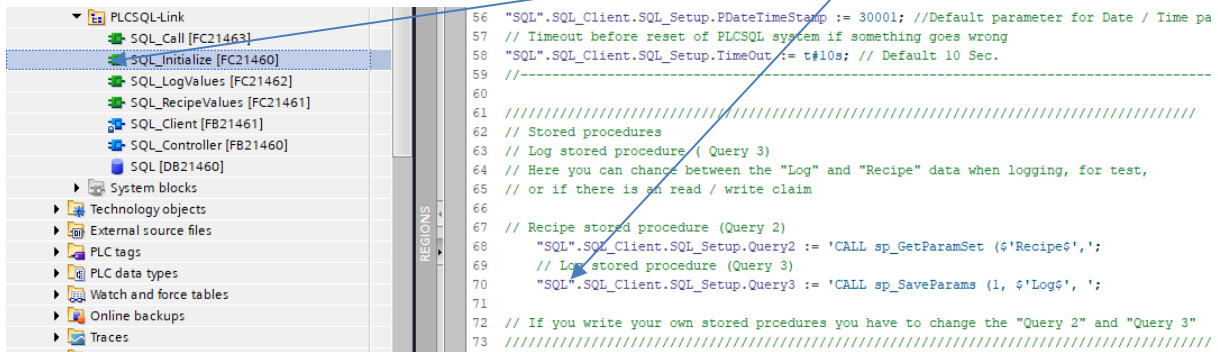 PLCSQL-Link
SQL_Call [FC21463]
SQL_Initialize [FC21460]
SQL_LogValues [FC21462]
SQL_RecipeValues [FC21461]
SQL_Client [FB21461]
SQL_Controller [FB21460]
SQL [DB21460]
System blocks
Technology objects
External source files
PLC tags
PLC data types
Watch and force tables
Online backups
Traces
REGIONS
56 "SQL".SQL_Client.SQL_Setup.PDateTimeStamp := 30001; //Default parameter for Date / Time pa
57 // Timeout before reset of PLCSQL system if something goes wrong
58 "SQL".SQL_Client.SQL_Setup.TimeOut := t#10s; // Default 10 Sec.
59 //--------------------------------------------------------------------------------
60
61 ////////////////////////////////////////////////////////////////////////////////
62 // Stored procedures
63 // Log stored procedure ( Query 3)
64 // Here you can chance between the "Log" and "Recipe" data when logging, for test,
65 // or if there is an read / write claim
66
67 // Recipe stored procedure (Query 2)
68 "SQL".SQL_Client.SQL_Setup.Query2 := 'CALL sp_GetParamSet ($'Recipe$',';
69 // Log stored procedure (Query 3)
70 "SQL".SQL_Client.SQL_Setup.Query3 := 'CALL sp_SaveParams (1, $'Log$', ';
71
72 // If you write your own stored prcedures you have to change the "Query 2" and "Query 3"
73 ////////////////////////////////////////////////////////////////////////////////